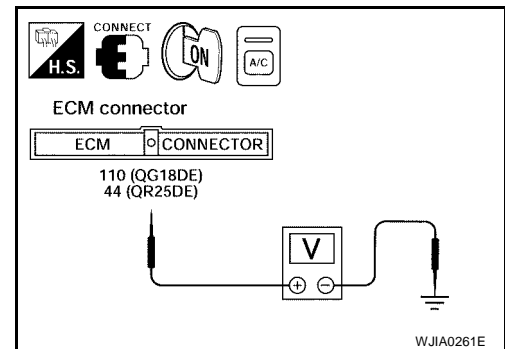 CONNECT
H.S.
ON
A/C
ECM connector
ECM CONNECTOR
110 (QG18DE)
44 (QR25DE)
V
+ −
WJIA0261E